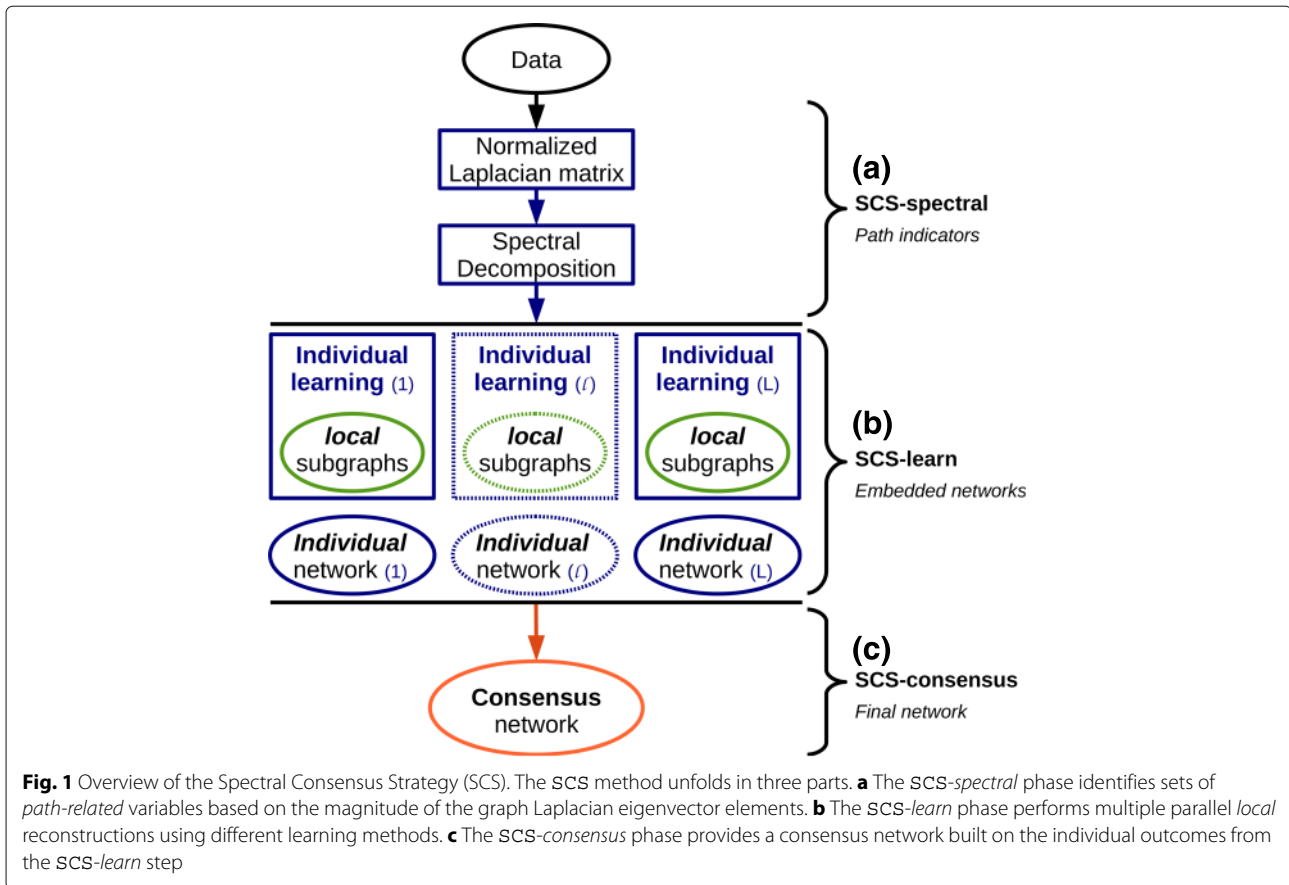 Data
Normalized
Laplacian matrix
(a)
SCS-spectral
Path indicators
Spectral
Decomposition
Individual
learning (1)
local
subgraphs
Individual
learning (l)
local
subgraphs
Individual
learning (L)
local
subgraphs
(b)
SCS-learn
Embedded networks
Individual
network (1)
Individual
network (l)
Individual
network (L)
(c)
SCS-consensus
Final network
Consensus
network
Fig. 1 Overview of the Spectral Consensus Strategy (SCS). The SCS method unfolds in three parts. a The SCS-spectral phase identifies sets of
path-related variables based on the magnitude of the graph Laplacian eigenvector elements. b The SCS-learn phase performs multiple parallel local
reconstructions using different learning methods. c The SCS-consensus phase provides a consensus network built on the individual outcomes from
the SCS-learn step